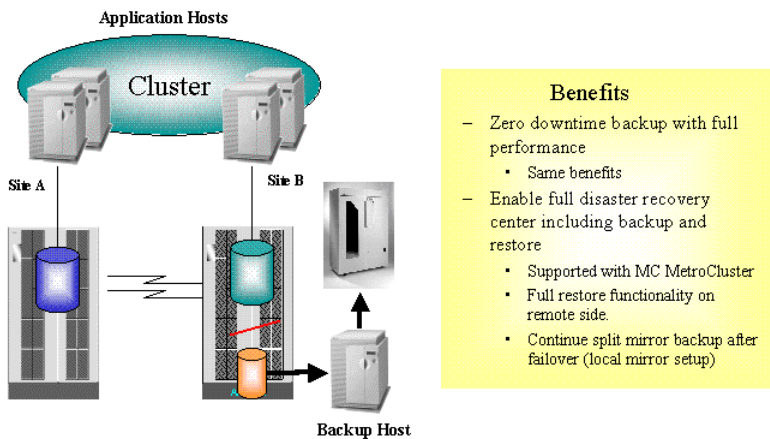 Application Hosts
Cluster
Site A
Site B
Backup Host
Benefits
– Zero downtime backup with full
performance
• Same benefits
– Enable full disaster recovery
center including backup and
restore
• Supported with MC MetroCluster
• Full restore functionality on
remote side.
• Continue split mirror backup after
failover (local mirror setup)